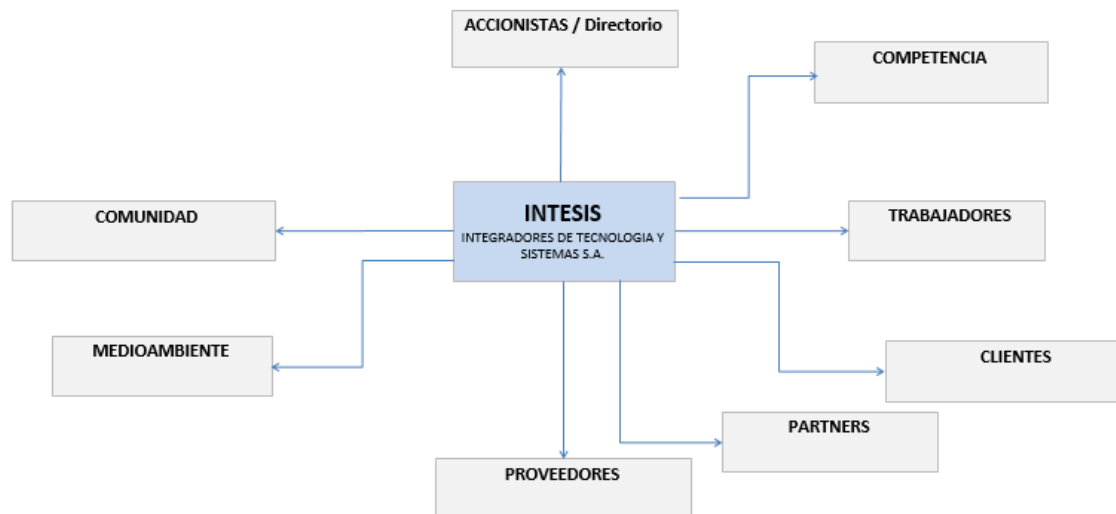 ACCIONISTAS / Directorio
COMPETENCIA
COMUNIDAD
INTESIS
INTEGRADORES DE TECNOLOGIA Y
SISTEMAS S.A.
TRABAJADORES
MEDIOAMBIENTE
CLIENTES
PARTNERS
PROVEEDORES